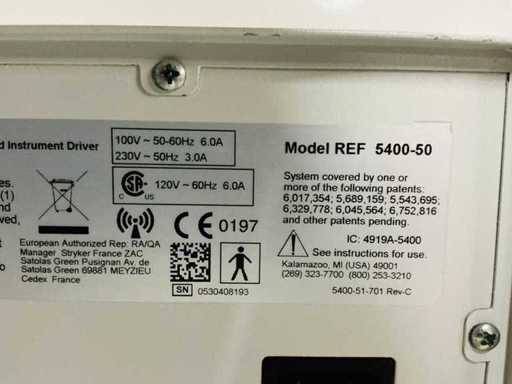 d Instrument Driver
es.
(1)
nd
ved,
t
o
100V ~ 50-60Hz 6.0A
230V ~ 50Hz 3.0A
SA
C US
120V ~ 60Hz 6.0A
CE 0197
European Authorized Rep: RA/QA
Manager Stryker France ZAC
Satolas Green Pusignan Av. de
Satolas Green 69881 MEYZIEU
Cedex France
SN 0530408193
Model REF 5400-50
System covered by one or
more of the following patents:
6,017,354; 5,689,159; 5,543,695;
6,329,778; 6,045,564; 6,752,816
and other patents pending.
IC: 4919A-5400
See instructions for use.
Kalamazoo, MI (USA) 49001
(269) 323-7700 (800) 253-3210
5400-51-701 Rev-C